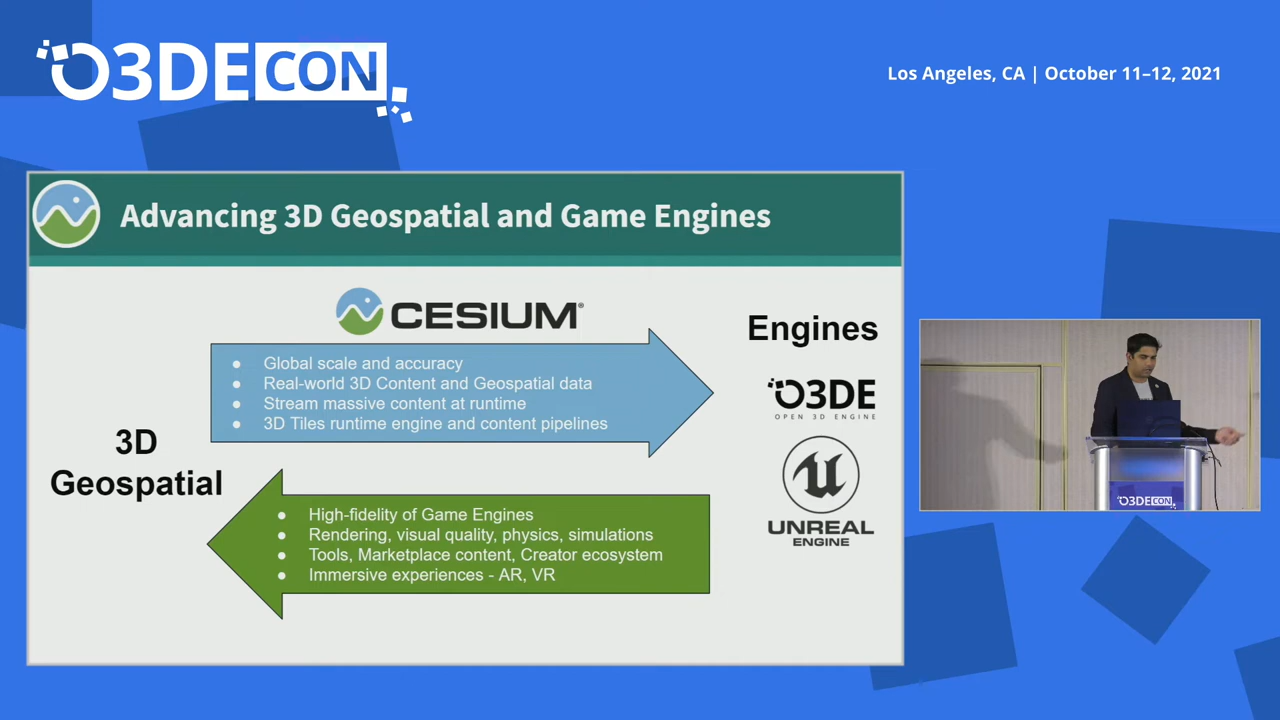 O3DECON
Los Angeles, CA | October 11–12, 2021
Advancing 3D Geospatial and Game Engines
CESIUM®
Engines
● Global scale and accuracy
● Real-world 3D Content and Geospatial data
● Stream massive content at runtime
● 3D Tiles runtime engine and content pipelines
O3DE
OPEN 3D ENGINE
3D
Geospatial
● High-fidelity of Game Engines
● Rendering, visual quality, physics, simulations
● Tools, Marketplace content, Creator ecosystem
● Immersive experiences - AR, VR
UNREAL
ENGINE
O3DECON